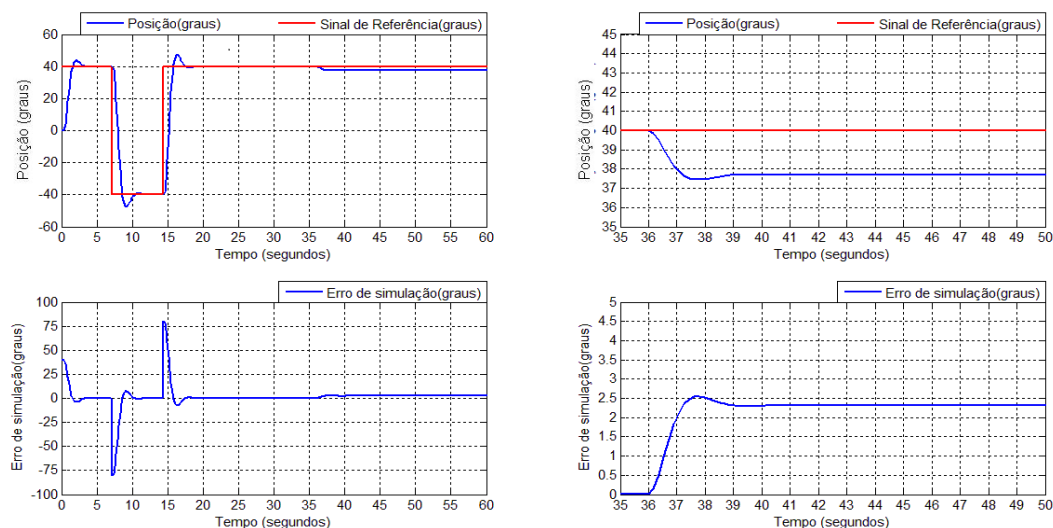 Posição(graus) Sinal de Referência(graus)
60
40
20
0
-20
-40
-60
Posição (graus)
0 5 10 15 20 25 30 35 40 45 50 55 60
Tempo (segundos)
Posição(graus) Sinal de Referência(graus)
45
44
43
42
41
40
39
38
37
36
35
Posição (graus)
35 36 37 38 39 40 41 42 43 44 45 46 47 48 49 50
Tempo (segundos)
Erro de simulação(graus)
100
75
50
25
0
-25
-50
-75
-100
Erro de simulação(graus)
0 5 10 15 20 25 30 35 40 45 50 55 60
Tempo (segundos)
Erro de simulação(graus)
5
4.5
4
3.5
3
2.5
2
1.5
1
0.5
0
Erro de simulação(graus)
35 36 37 38 39 40 41 42 43 44 45 46 47 48 49 50
Tempo (segundos)